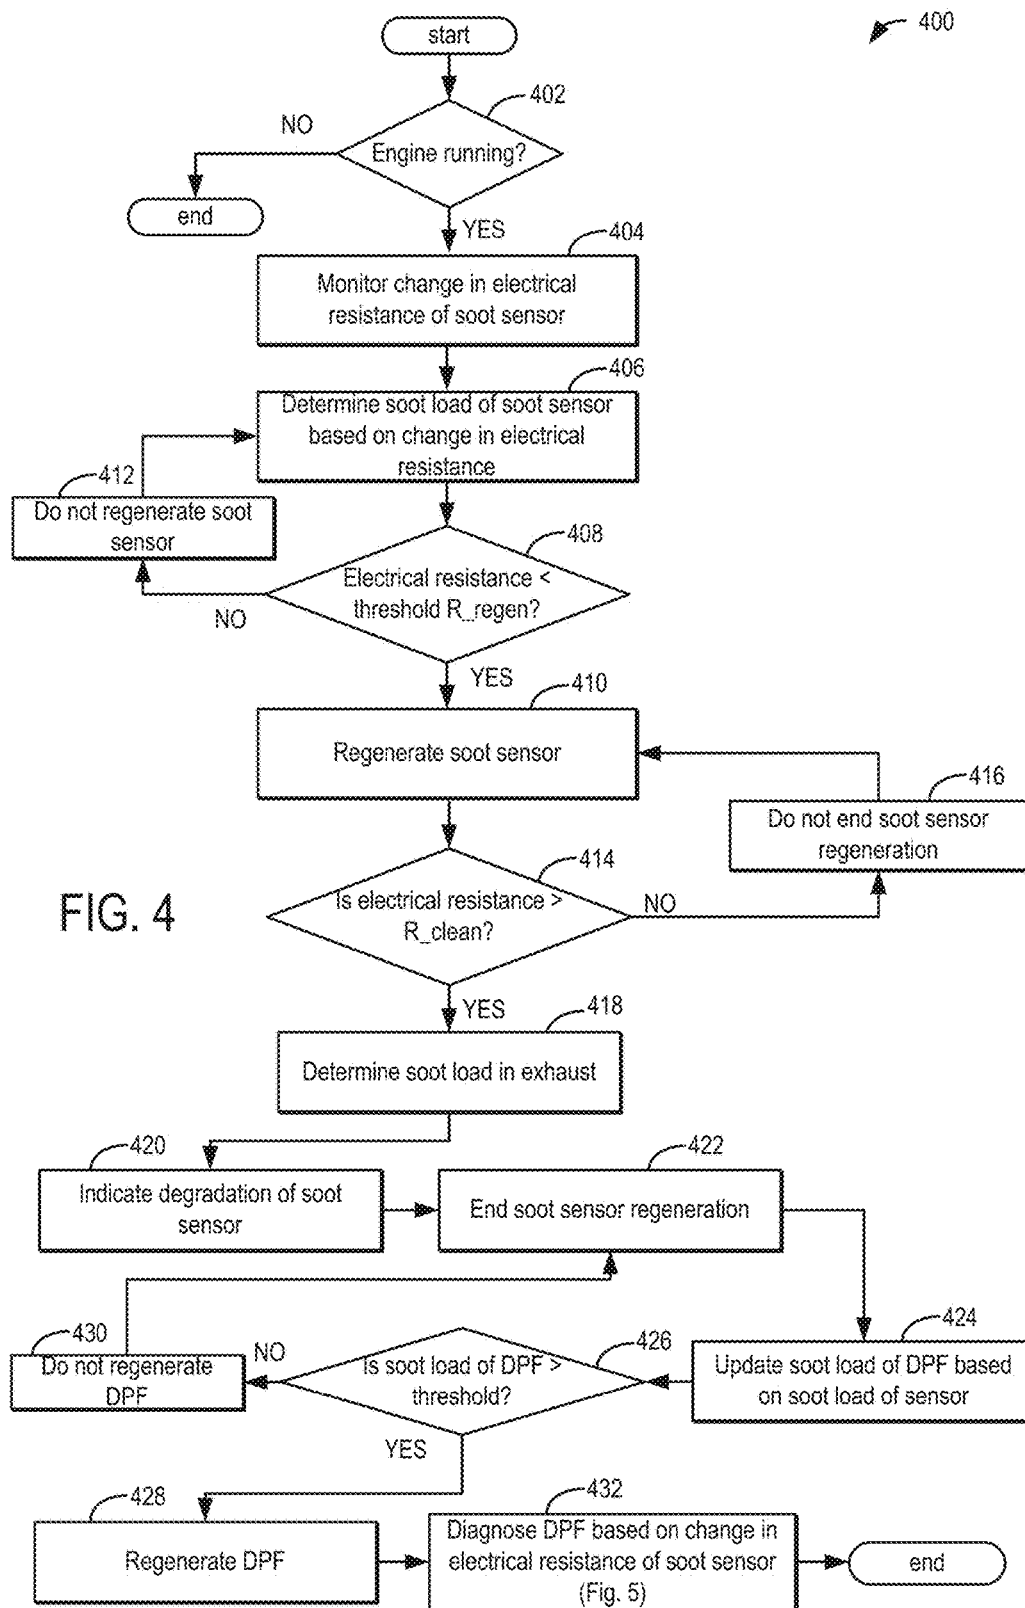 start
400
402
NO
Engine running?
end
YES
404
Monitor change in electrical
resistance of soot sensor
406
Determine soot load of soot sensor
based on change in electrical
resistance
412
Do not regenerate soot
sensor
408
Electrical resistance <
threshold R_regen?
NO
YES
410
Regenerate soot sensor
416
Do not end soot sensor
regeneration
414
FIG. 4
Is electrical resistance >
R_clean?
NO
YES
418
Determine soot load in exhaust
420
Indicate degradation of soot
sensor
422
End soot sensor regeneration
424
Update soot load of DPF based
on soot load of sensor
426
Is soot load of DPF >
threshold?
NO
430
Do not regenerate
DPF
YES
428
Regenerate DPF
432
Diagnose DPF based on change in
electrical resistance of soot sensor
(Fig. 5)
end